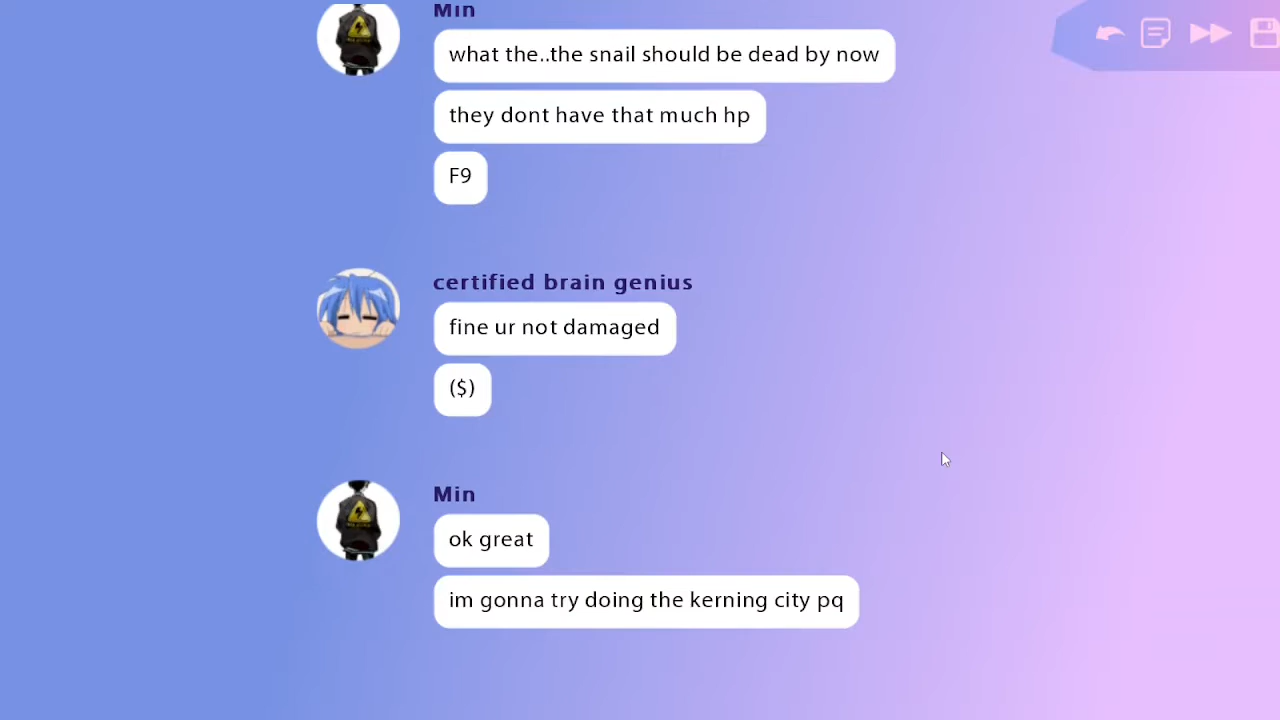 Min
what the..the snail should be dead by now
they dont have that much hp
F9
certified brain genius
fine ur not damaged
($)
Min
ok great
im gonna try doing the kerning city pq